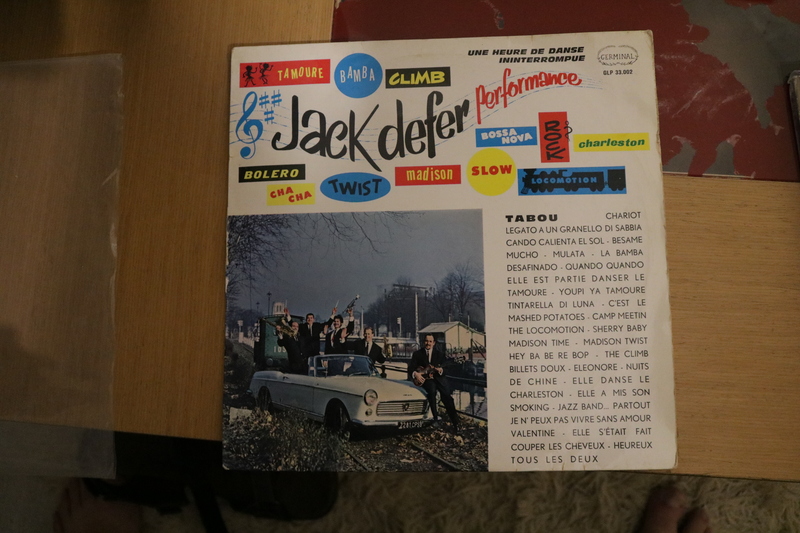 UNE HEURE DE DANSE
ININTERROMPUE
GERMINAL
GLP 33.002
TAMOURE
BAMBA
CLIMB
Jack defer
performance
BOSSA
NOVA
ROCK
charleston
BOLERO
CHA
CHA
TWIST
madison
SLOW
LOCOMOTION
TABOU CHARIOT
LEGATO A UN GRANELLO DI SABBIA
CANDO CALIENTA EL SOL - BESAME
MUCHO - MULATA - LA BAMBA
DESAFINADO - QUANDO QUANDO
ELLE EST PARTIE DANSER LE
TAMOURE - YOUPI YA TAMOURE
TINTARELLA DI LUNA - C'EST LE
MASHED POTATOES - CAMP MEETIN
THE LOCOMOTION - SHERRY BABY
MADISON TIME - MADISON TWIST
HEY BA BE RE BOP - THE CLIMB
BILLETS DOUX - ELEONORE - NUITS
DE CHINE - ELLE DANSE LE
CHARLESTON - ELLE A MIS SON
SMOKING - JAZZ BAND... PARTOUT
JE N' PEUX PAS VIVRE SANS AMOUR
VALENTINE - ELLE S'ÉTAIT FAIT
COUPER LES CHEVEUX - HEUREUX
TOUS LES DEUX